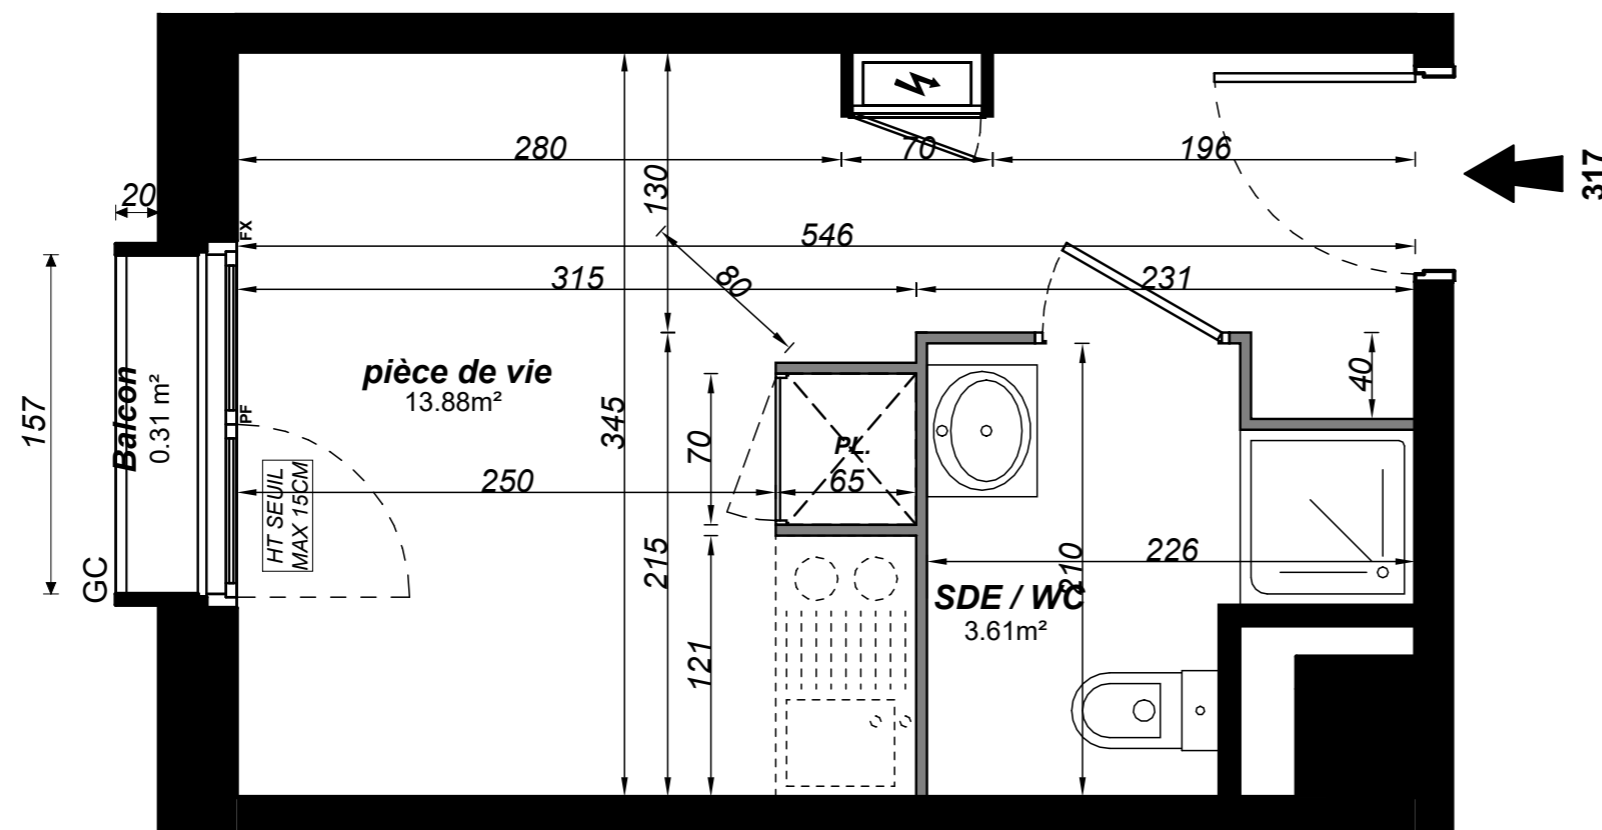 280
70
196
317
20
130
FX
546
80
315
231
pièce de vie
13.88m²
40
Balcon
0.31 m²
157
345
PF
70
PL.
HT SEUIL
MAX 15CM
250
65
215
210
226
GC
SDE / WC
3.61m²
121